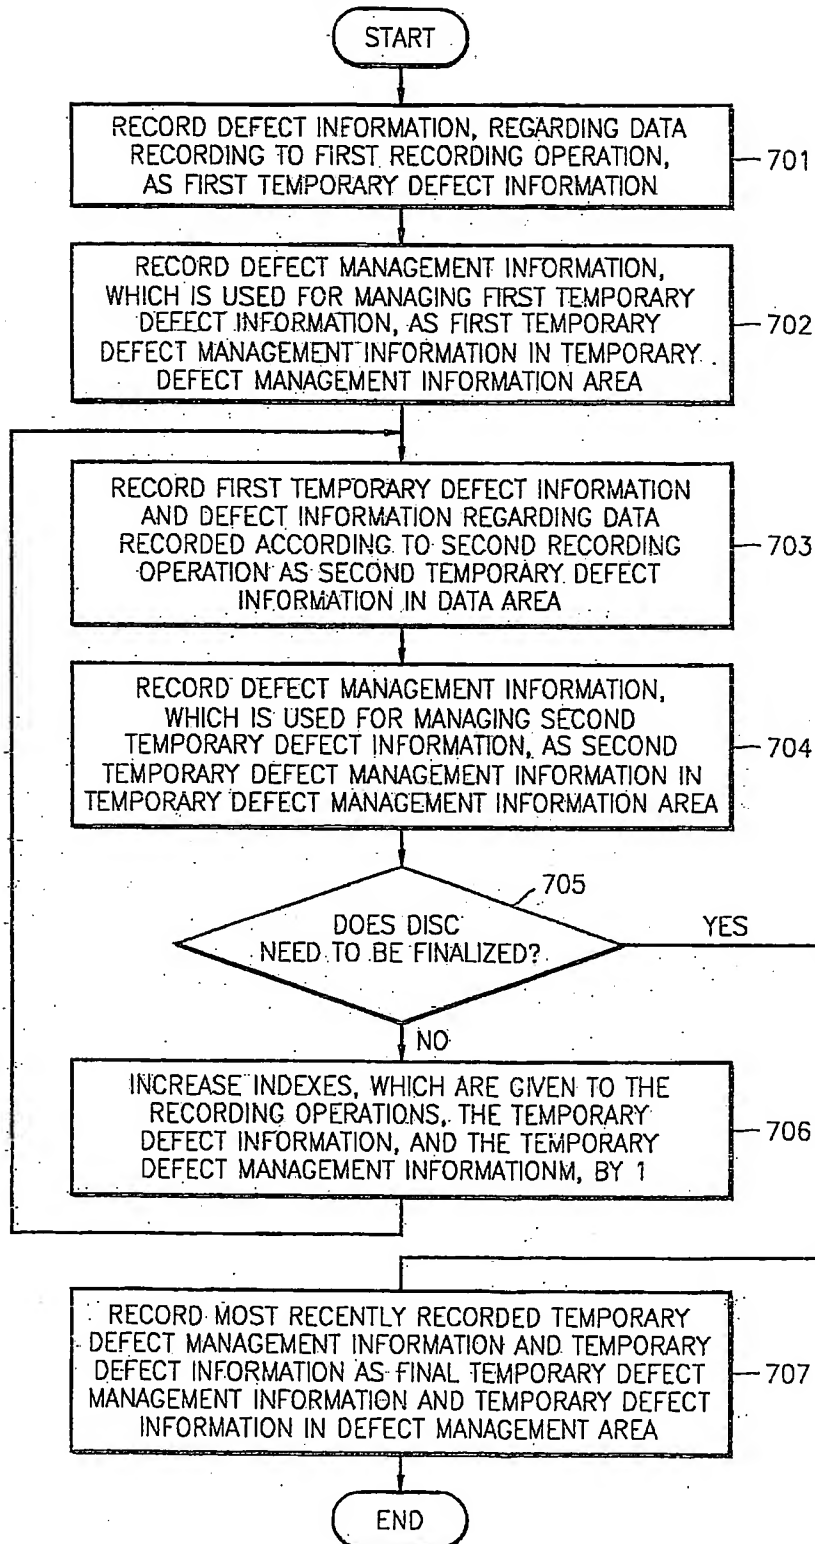 START
RECORD DEFECT INFORMATION, REGARDING DATA
RECORDING TO FIRST RECORDING OPERATION,
AS FIRST TEMPORARY DEFECT INFORMATION
701
RECORD DEFECT MANAGEMENT INFORMATION,
WHICH IS USED FOR MANAGING FIRST TEMPORARY
DEFECT INFORMATION, AS FIRST TEMPORARY
DEFECT MANAGEMENT INFORMATION IN TEMPORARY
DEFECT MANAGEMENT INFORMATION AREA
702
RECORD FIRST TEMPORARY DEFECT INFORMATION
AND DEFECT INFORMATION REGARDING DATA
RECORDED ACCORDING TO SECOND RECORDING
OPERATION AS SECOND TEMPORARY DEFECT
INFORMATION IN DATA AREA
703
RECORD DEFECT MANAGEMENT INFORMATION,
WHICH IS USED FOR MANAGING SECOND
TEMPORARY DEFECT INFORMATION, AS SECOND
TEMPORARY DEFECT MANAGEMENT INFORMATION IN
TEMPORARY DEFECT MANAGEMENT INFORMATION AREA
704
705
DOES DISC
NEED TO BE FINALIZED?
YES
NO
INCREASE INDEXES, WHICH ARE GIVEN TO THE
RECORDING OPERATIONS, THE TEMPORARY
DEFECT INFORMATION, AND THE TEMPORARY
DEFECT MANAGEMENT INFORMATIONM, BY 1
706
RECORD MOST RECENTLY RECORDED TEMPORARY
DEFECT MANAGEMENT INFORMATION AND TEMPORARY
DEFECT INFORMATION AS FINAL TEMPORARY DEFECT
MANAGEMENT INFORMATION AND TEMPORARY DEFECT
INFORMATION IN DEFECT MANAGEMENT AREA
707
END